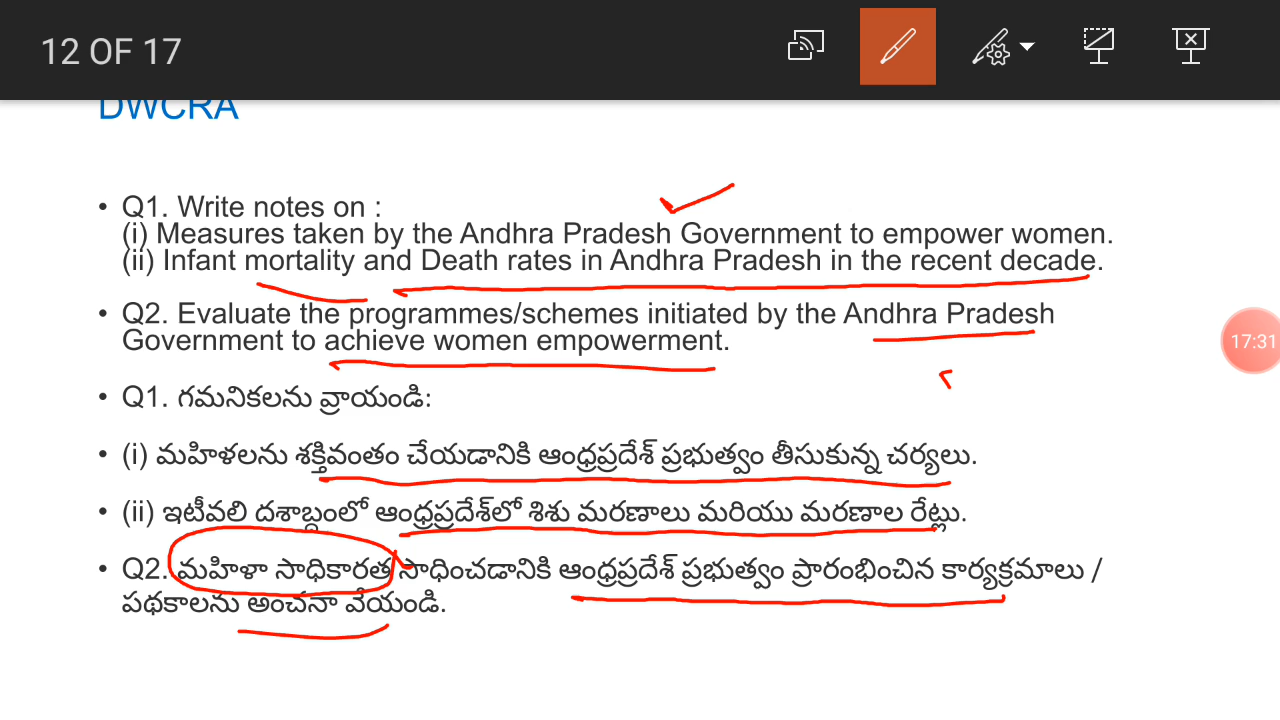 12 OF 17
DWCRA
• Q1. Write notes on :
(i) Measures taken by the Andhra Pradesh Government to empower women.
(ii) Infant mortality and Death rates in Andhra Pradesh in the recent decade.
• Q2. Evaluate the programmes/schemes initiated by the Andhra Pradesh
Government to achieve women empowerment.
17:31
• Q1. గమనికలను వ్రాయండి:
• (i) మహిళలను శక్తివంతం చేయడానికి ఆంధ్రప్రదేశ్ ప్రభుత్వం తీసుకున్న చర్యలు.
• (ii) ఇటీవలి దశాబ్దంలో ఆంధ్రప్రదేశ్‌లో శిశు మరణాలు మరియు మరణాల రేట్లు.
• Q2. మహిళా సాధికారత సాధించడానికి ఆంధ్రప్రదేశ్ ప్రభుత్వం ప్రారంభించిన కార్యక్రమాలు /
పథకాలను అంచనా వేయండి.